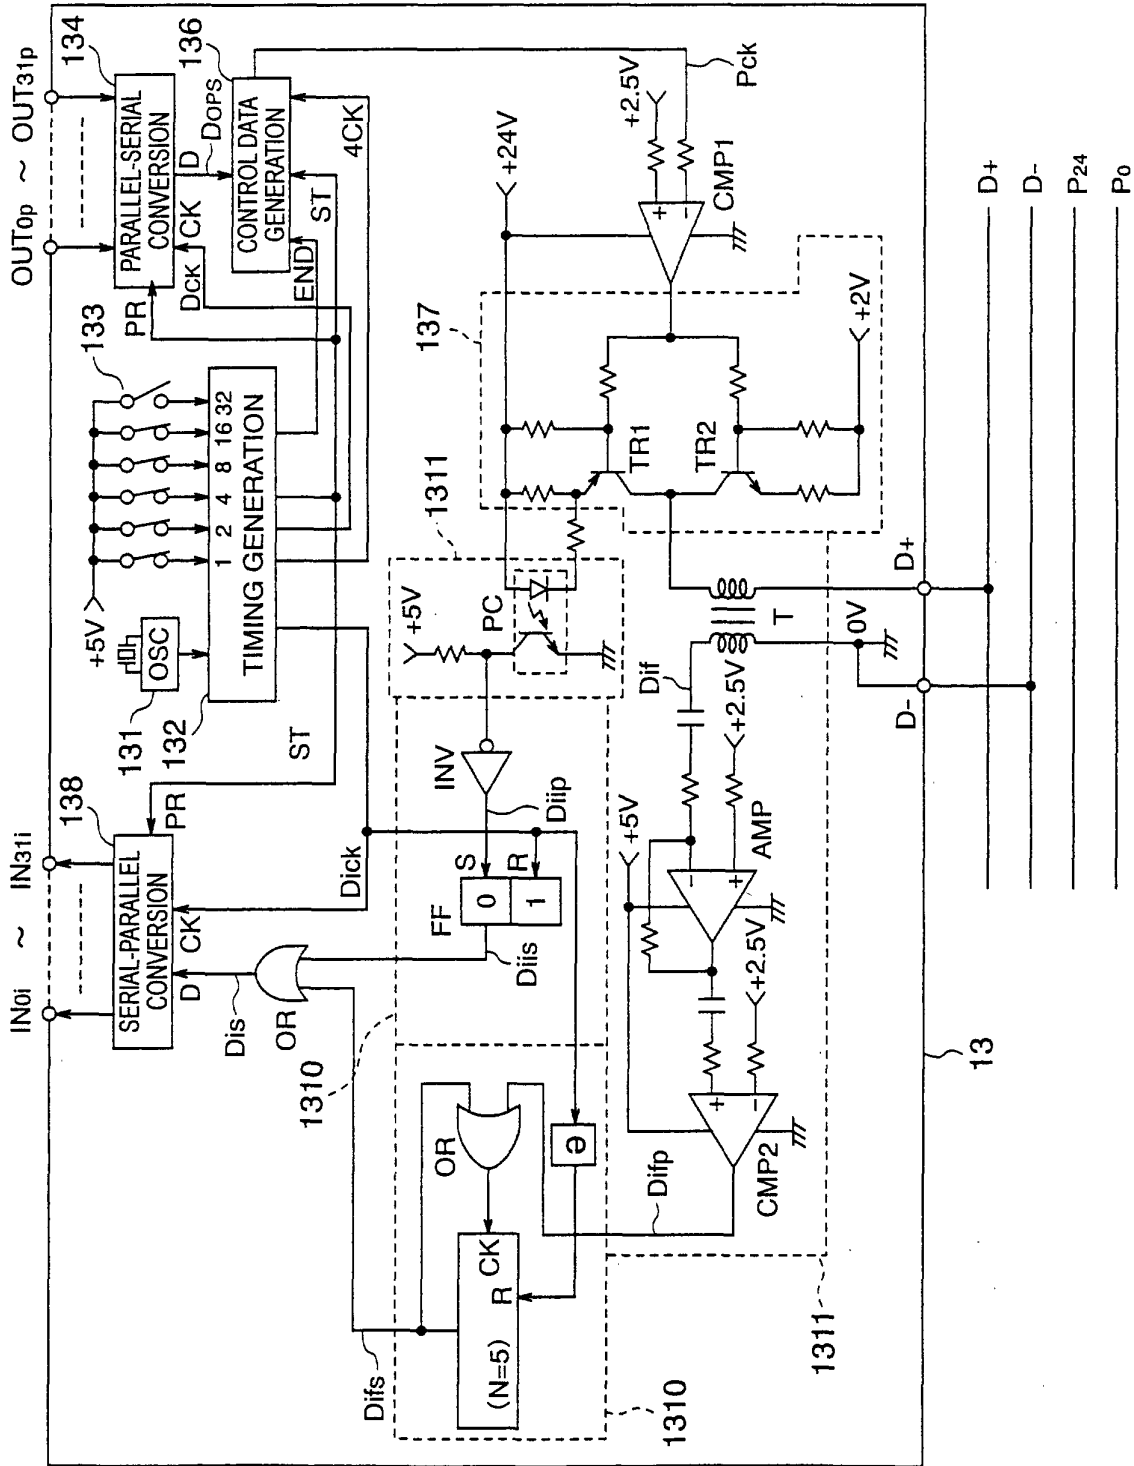 IN0i ~ IN31i
OUT0p ~ OUT31p
138
SERIAL-PARALLEL
CONVERSION
D
CK
PR
Dis
OR
Dick
ST
131
OSC
132
+5V
133
1 2 4 8 16 32
TIMING GENERATION
134
PARALLEL-SERIAL
CONVERSION
PR
CK
D
DCK
DOPS
136
CONTROL DATA
GENERATION
END
ST
4CK
Pck
1310
Difs
OR
CK
R
(N=5)
e
1310
FF
0
1
S
R
Diis
Diip
INV
1311
+5V
PC
137
+24V
+2.5V
CMP1
+
−
TR1
TR2
+2V
Difp
CMP2
+
−
+5V
+2.5V
AMP
−
+
+2.5V
Dif
T
0V
D-
D+
1311
13
D+
D-
P24
P0